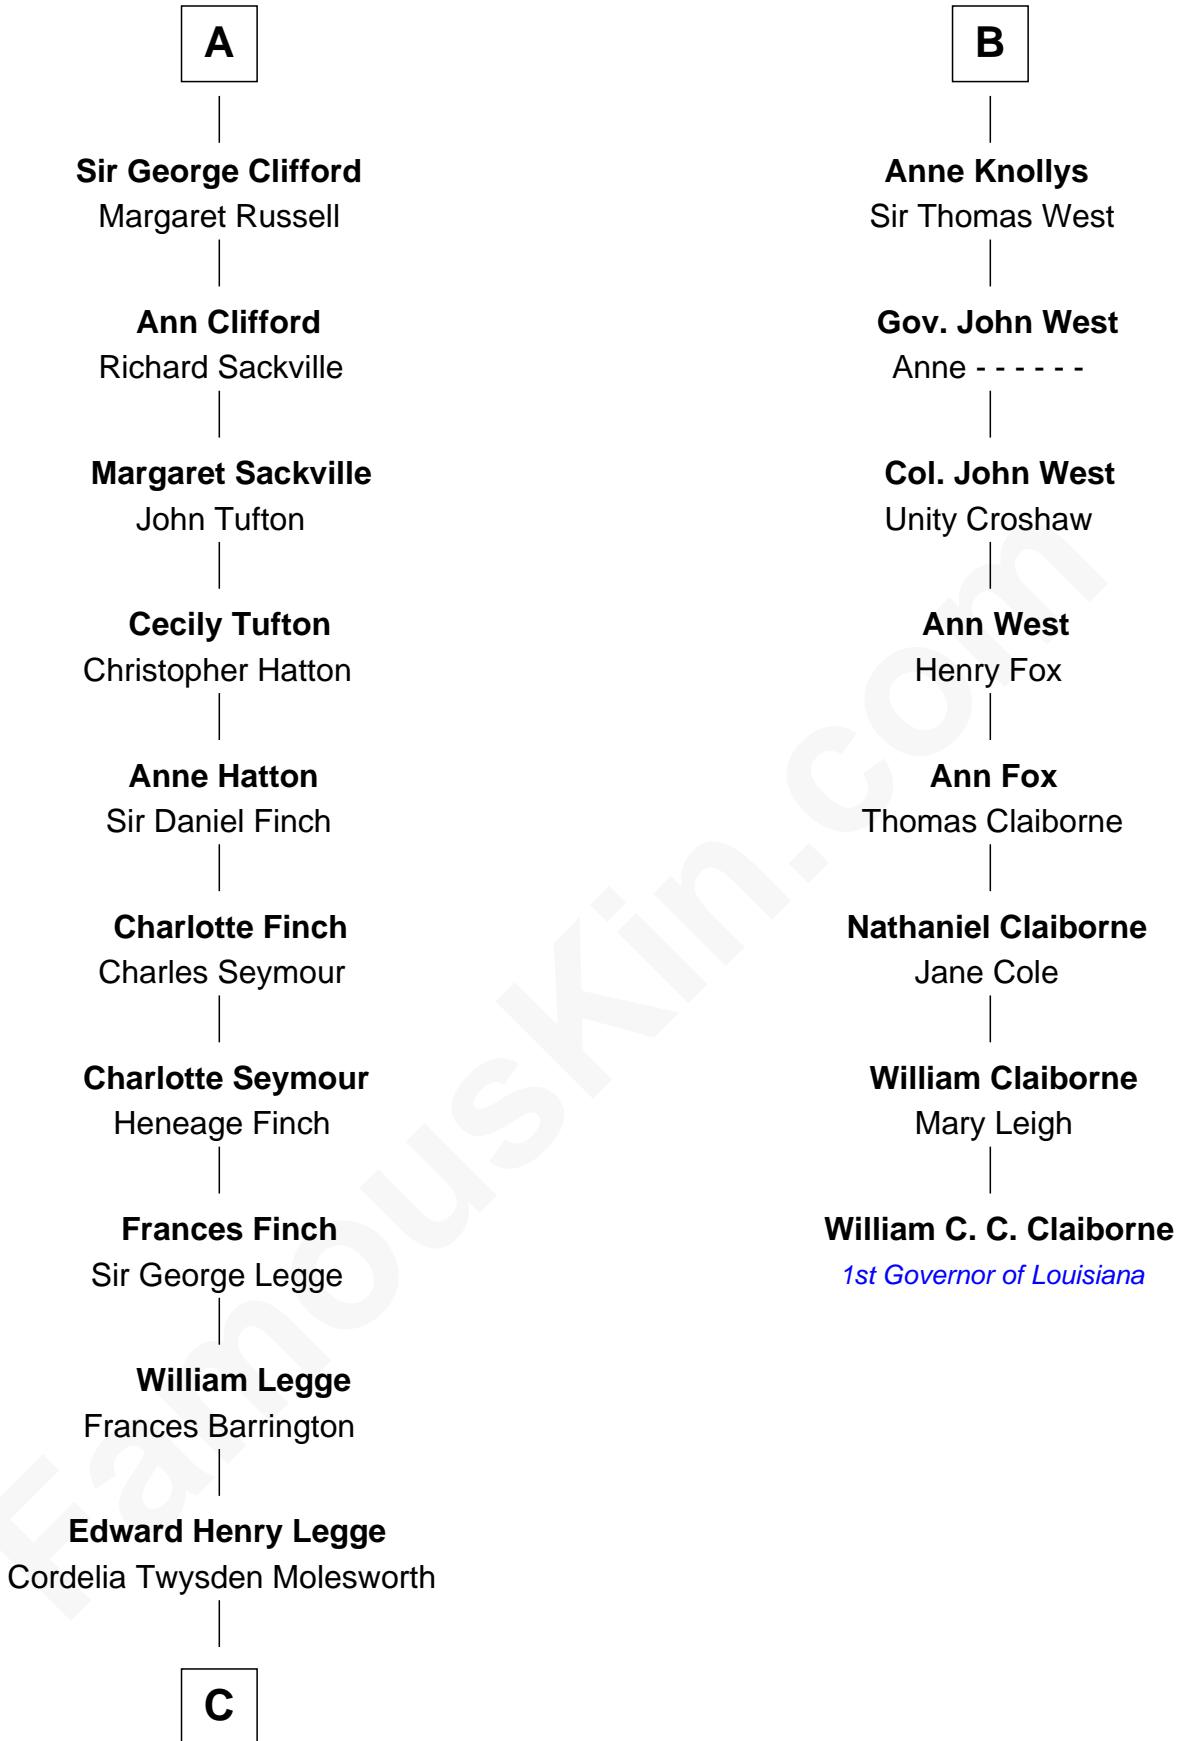 A
Sir George Clifford
Margaret Russell
Ann Clifford
Richard Sackville
Margaret Sackville
John Tufton
Cecily Tufton
Christopher Hatton
Anne Hatton
Sir Daniel Finch
Charlotte Finch
Charles Seymour
Charlotte Seymour
Heneage Finch
Frances Finch
Sir George Legge
William Legge
Frances Barrington
Edward Henry Legge
Cordelia Twysden Molesworth
C
B
Anne Knollys
Sir Thomas West
Gov. John West
Anne - - - - - -
Col. John West
Unity Croshaw
Ann West
Henry Fox
Ann Fox
Thomas Claiborne
Nathaniel Claiborne
Jane Cole
William Claiborne
Mary Leigh
William C. C. Claiborne
1st Governor of Louisiana
FamousKin.com